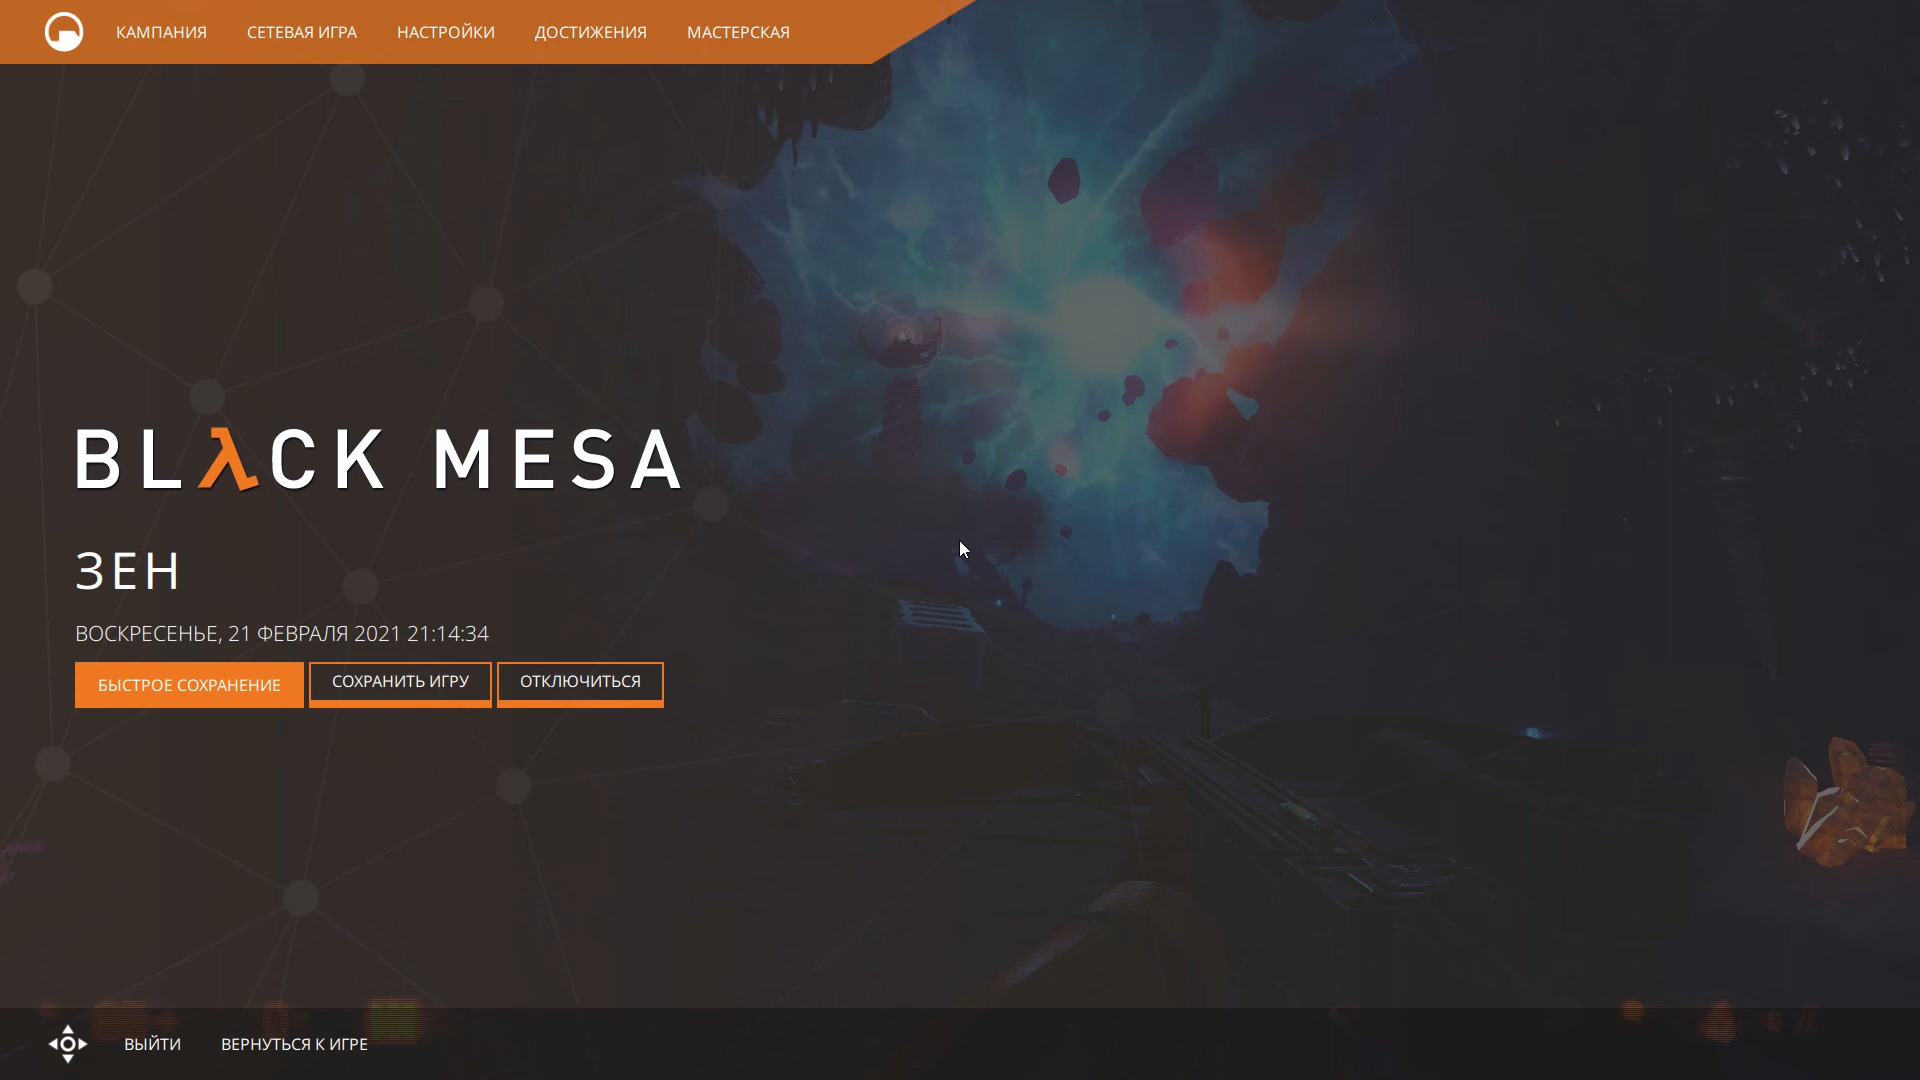 КАМПАНИЯ СЕТЕВАЯ ИГРА НАСТРОЙКИ ДОСТИЖЕНИЯ МАСТЕРСКАЯ
BLλCK MESA
ЗЕН
ВОСКРЕСЕНЬЕ, 21 ФЕВРАЛЯ 2021 21:14:34
БЫСТРОЕ СОХРАНЕНИЕ СОХРАНИТЬ ИГРУ ОТКЛЮЧИТЬСЯ
ВЫЙТИ ВЕРНУТЬСЯ К ИГРЕ